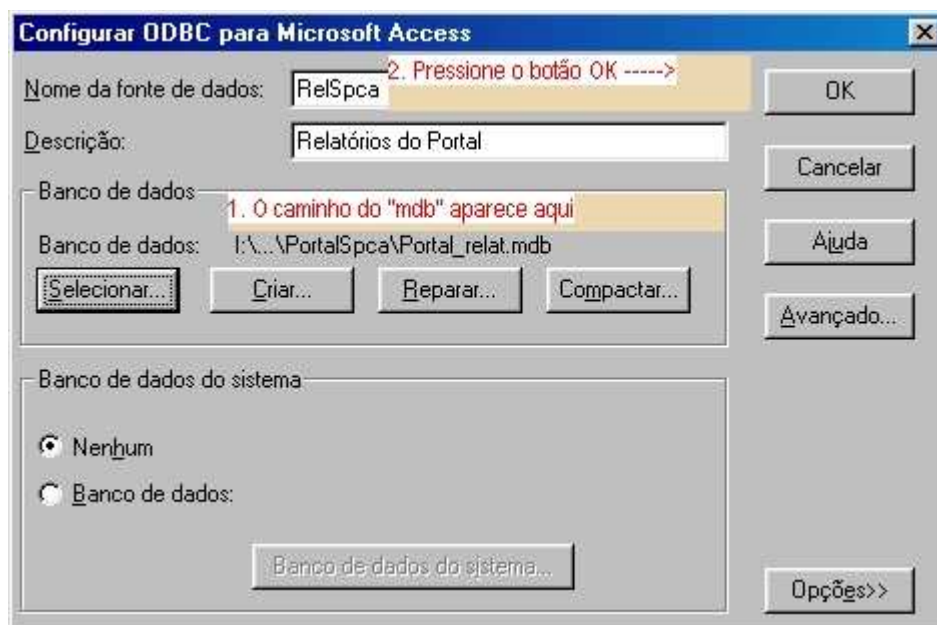 Configurar ODBC para Microsoft Access
Nome da fonte de dados: RelSpca 2. Pressione o botão OK ----->
OK
Descrição: Relatórios do Portal
Cancelar
Banco de dados
1. O caminho do "mdb" aparece aqui
Banco de dados: I:\...\PortalSpca\Portal_relat.mdb
Ajuda
Selecionar... Criar... Reparar... Compactar...
Avançado...
Banco de dados do sistema
Nenhum
Banco de dados:
Banco de dados do sistema...
Opções>>